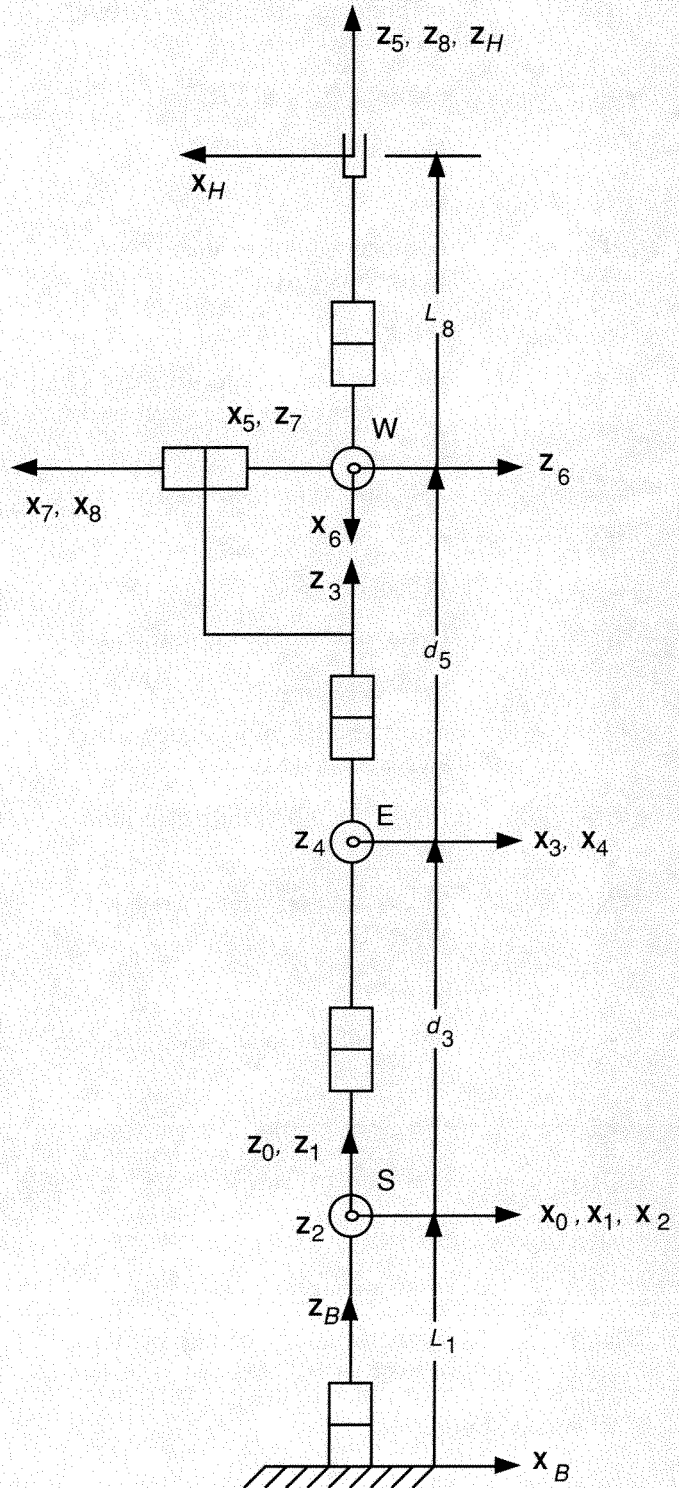 Z5, Z8, ZH
XH
L8
X5, Z7
W
Z6
X7, X8
X6
Z3
d5
E
Z4
X3, X4
d3
Z0, Z1
S
Z2
X0, X1, X2
ZB
L1
XB